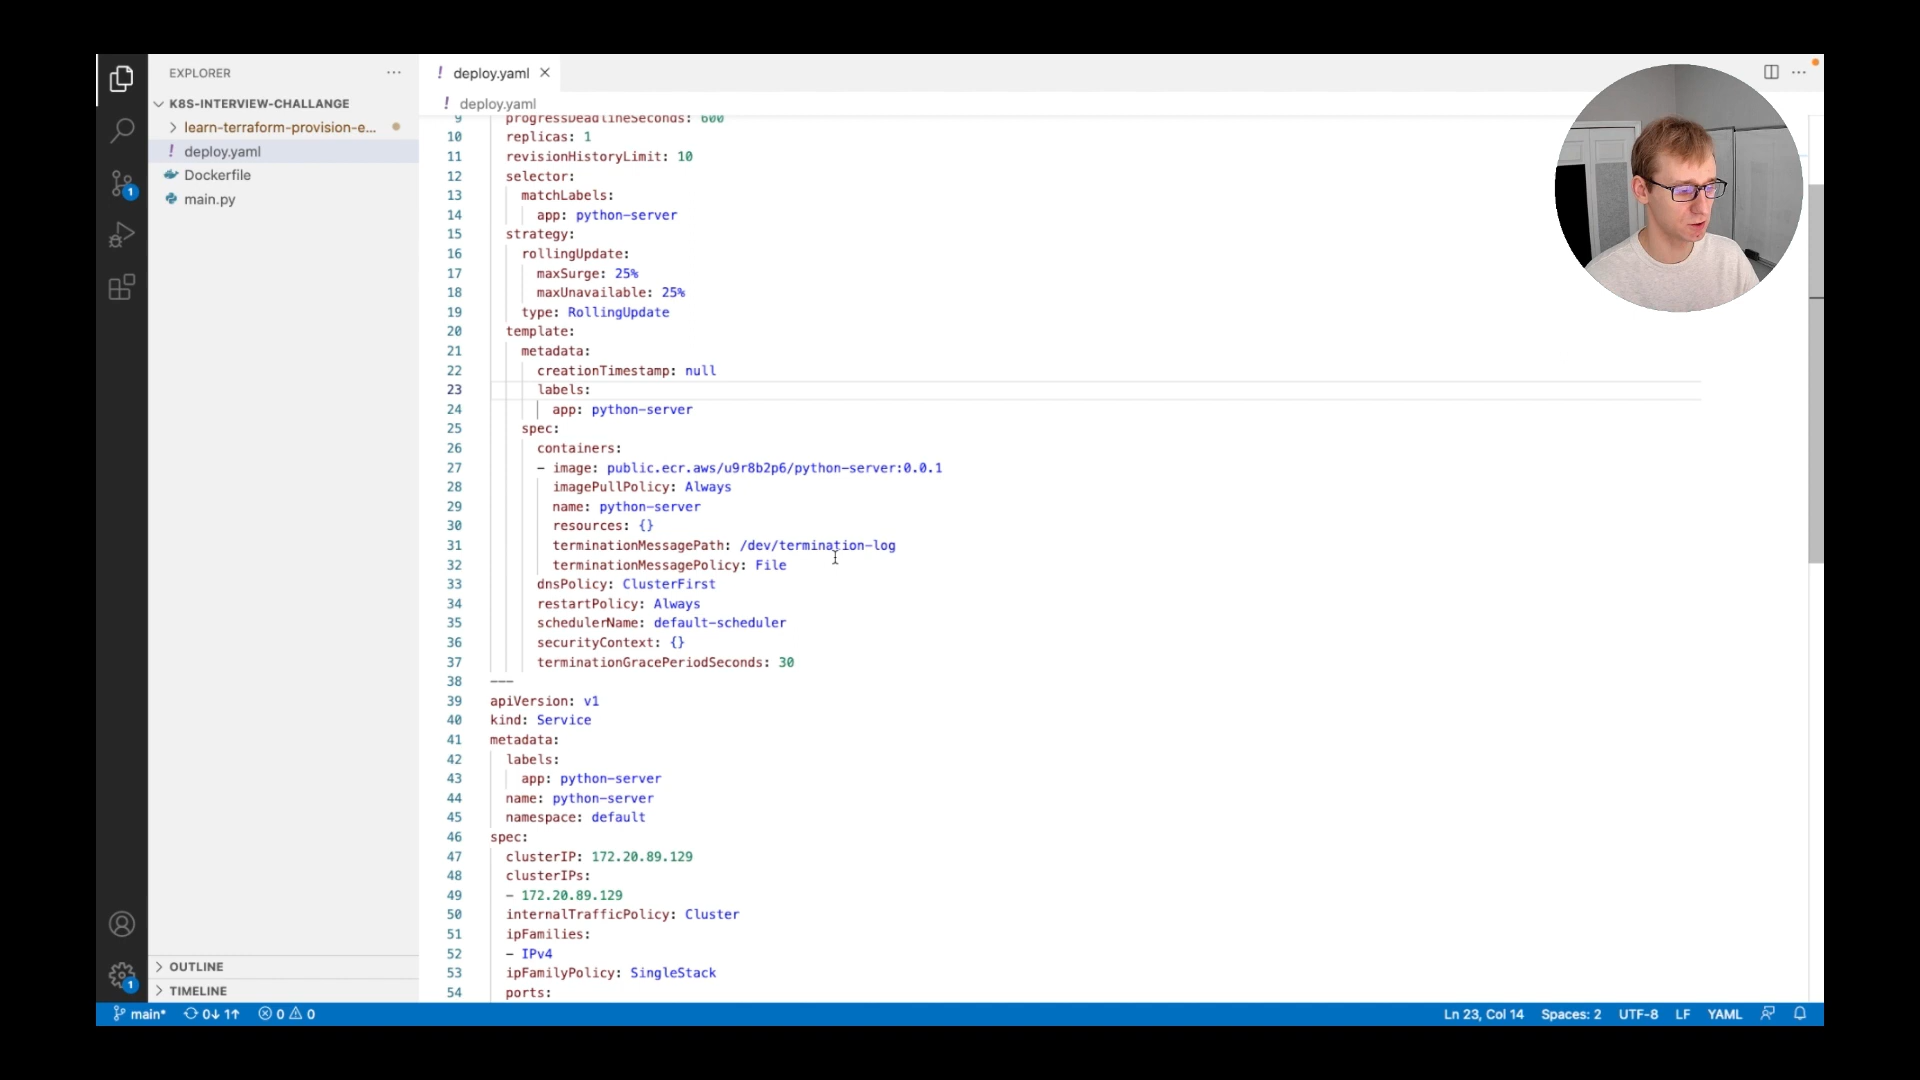 EXPLORER
K8S-INTERVIEW-CHALLANGE
learn-terraform-provision-e...
deploy.yaml
Dockerfile
main.py
OUTLINE
TIMELINE
1
1
deploy.yaml
deploy.yaml
9 progressDeadlineSeconds: 600
10 replicas: 1
11 revisionHistoryLimit: 10
12 selector:
13 matchLabels:
14 app: python-server
15 strategy:
16 rollingUpdate:
17 maxSurge: 25%
18 maxUnavailable: 25%
19 type: RollingUpdate
20 template:
21 metadata:
22 creationTimestamp: null
23 labels:
24 app: python-server
25 spec:
26 containers:
27 - image: public.ecr.aws/u9r8b2p6/python-server:0.0.1
28 imagePullPolicy: Always
29 name: python-server
30 resources: {}
31 terminationMessagePath: /dev/termination-log
32 terminationMessagePolicy: File
33 dnsPolicy: ClusterFirst
34 restartPolicy: Always
35 schedulerName: default-scheduler
36 securityContext: {}
37 terminationGracePeriodSeconds: 30
38 ---
39 apiVersion: v1
40 kind: Service
41 metadata:
42 labels:
43 app: python-server
44 name: python-server
45 namespace: default
46 spec:
47 clusterIP: 172.20.89.129
48 clusterIPs:
49 - 172.20.89.129
50 internalTrafficPolicy: Cluster
51 ipFamilies:
52 - IPv4
53 ipFamilyPolicy: SingleStack
54 ports:
main* 0↓ 1↑ 0 0 Ln 23, Col 14 Spaces: 2 UTF-8 LF YAML